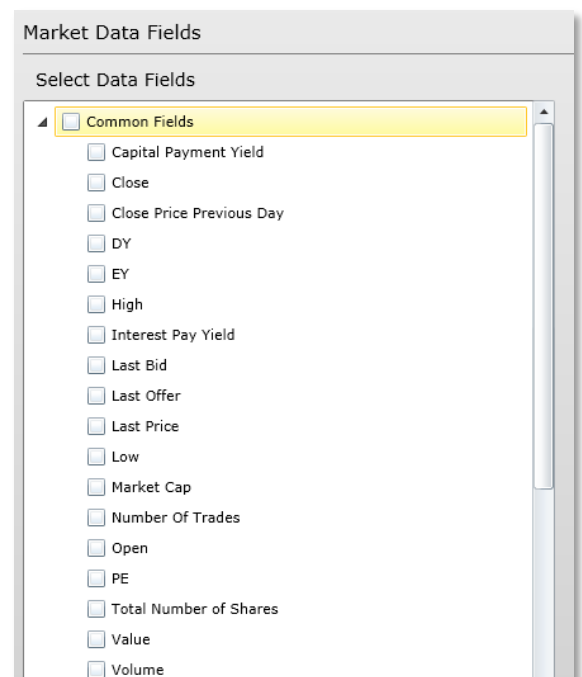 Market Data Fields
Select Data Fields
Common Fields
Capital Payment Yield
Close
Close Price Previous Day
DY
EY
High
Interest Pay Yield
Last Bid
Last Offer
Last Price
Low
Market Cap
Number Of Trades
Open
PE
Total Number of Shares
Value
Volume